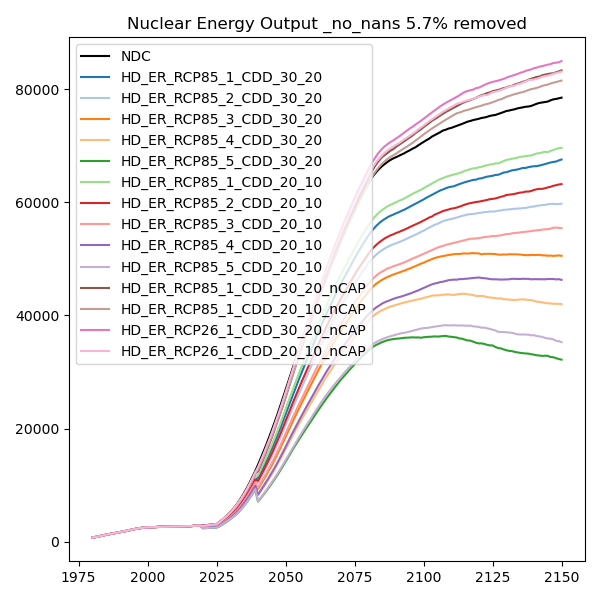 Nuclear Energy Output _no_nans 5.7% removed
NDC
HD_ER_RCP85_1_CDD_30_20
HD_ER_RCP85_2_CDD_30_20
HD_ER_RCP85_3_CDD_30_20
HD_ER_RCP85_4_CDD_30_20
HD_ER_RCP85_5_CDD_30_20
HD_ER_RCP85_1_CDD_20_10
HD_ER_RCP85_2_CDD_20_10
HD_ER_RCP85_3_CDD_20_10
HD_ER_RCP85_4_CDD_20_10
HD_ER_RCP85_5_CDD_20_10
HD_ER_RCP85_1_CDD_30_20_nCAP
HD_ER_RCP85_1_CDD_20_10_nCAP
HD_ER_RCP26_1_CDD_30_20_nCAP
HD_ER_RCP26_1_CDD_20_10_nCAP
80000
60000
40000
20000
0
1975 2000 2025 2050 2075 2100 2125 2150